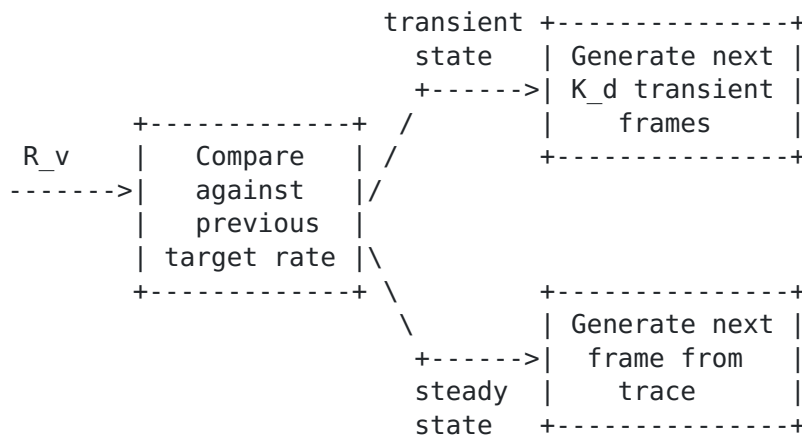 transient
state
Generate next
K_d transient
frames
R_v
Compare
against
previous
target rate
Generate next
frame from
trace
steady
state